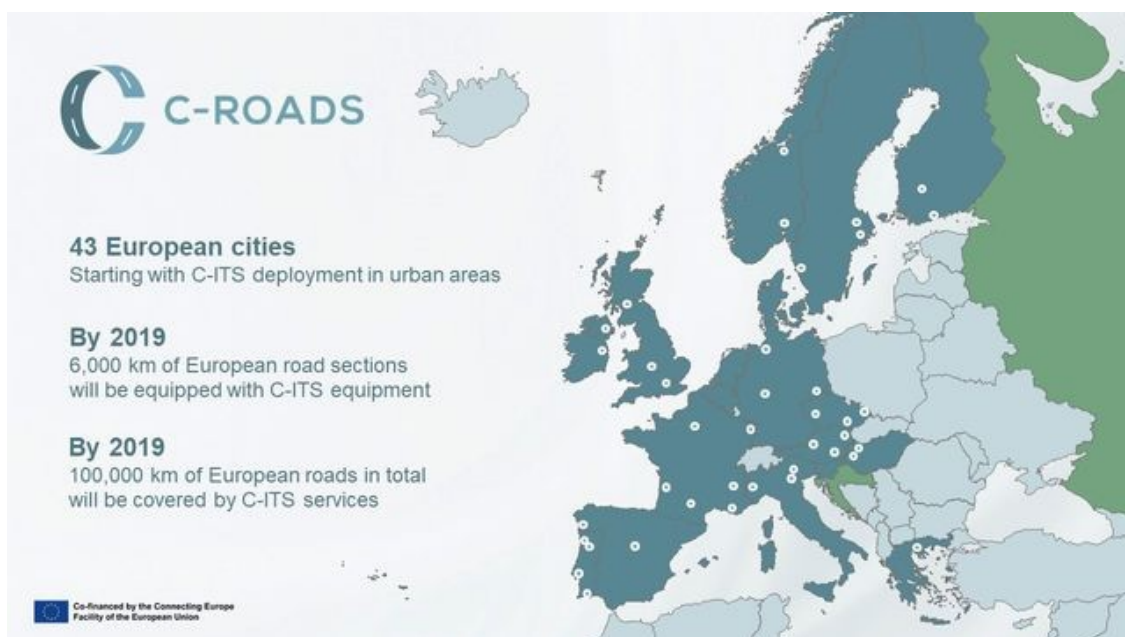 C-ROADS
43 European cities
Starting with C-ITS deployment in urban areas
By 2019
6,000 km of European road sections
will be equipped with C-ITS equipment
By 2019
100,000 km of European roads in total
will be covered by C-ITS services
Co-financed by the Connecting Europe
Facility of the European Union